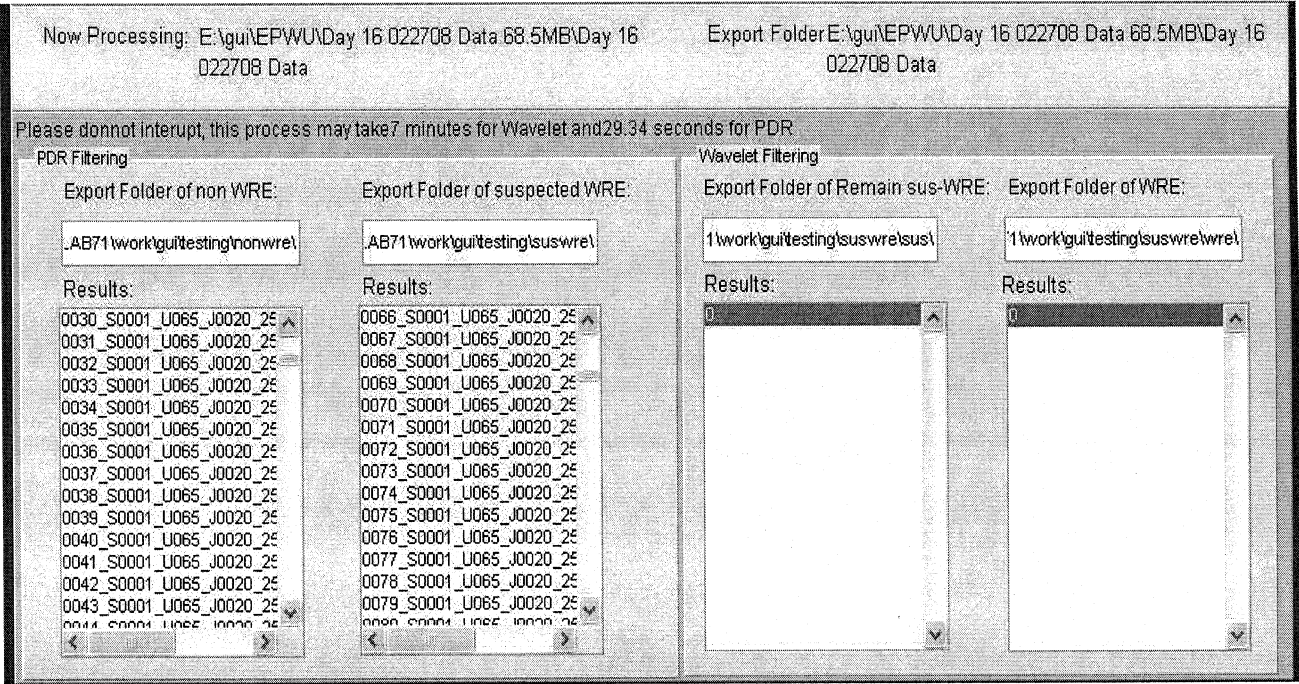 Now Processing: E:\gui\EPWU\Day 16 022708 Data 68.5MB\Day 16
022708 Data
Export Folder E:\gui\EPWU\Day 16 022708 Data 68.5MB\Day 16
022708 Data
Please donnot interupt, this process may take7 minutes for Wavelet and29.34 seconds for PDR
PDR Filtering
Export Folder of non WRE:
.AB71\work\gui\testing\nonwre\
Results:
0030_S0001_U065_J0020_25
0031_S0001_U065_J0020_25
0032_S0001_U065_J0020_25
0033_S0001_U065_J0020_25
0034_S0001_U065_J0020_25
0035_S0001_U065_J0020_25
0036_S0001_U065_J0020_25
0037_S0001_U065_J0020_25
0038_S0001_U065_J0020_25
0039_S0001_U065_J0020_25
0040_S0001_U065_J0020_25
0041_S0001_U065_J0020_25
0042_S0001_U065_J0020_25
0043_S0001_U065_J0020_25
0044_S0001_U065_J0020_25
Export Folder of suspected WRE:
.AB71\work\gui\testing\suswre\
Results:
0066_S0001_U065_J0020_25
0067_S0001_U065_J0020_25
0068_S0001_U065_J0020_25
0069_S0001_U065_J0020_25
0070_S0001_U065_J0020_25
0071_S0001_U065_J0020_25
0072_S0001_U065_J0020_25
0073_S0001_U065_J0020_25
0074_S0001_U065_J0020_25
0075_S0001_U065_J0020_25
0076_S0001_U065_J0020_25
0077_S0001_U065_J0020_25
0078_S0001_U065_J0020_25
0079_S0001_U065_J0020_25
0080_S0001_U065_J0020_25
Wavelet Filtering
Export Folder of Remain sus-WRE:
1\work\gui\testing\suswre\sus\
Results:
0
Export Folder of WRE:
'1\work\gui\testing\suswre\wre\
Results:
0